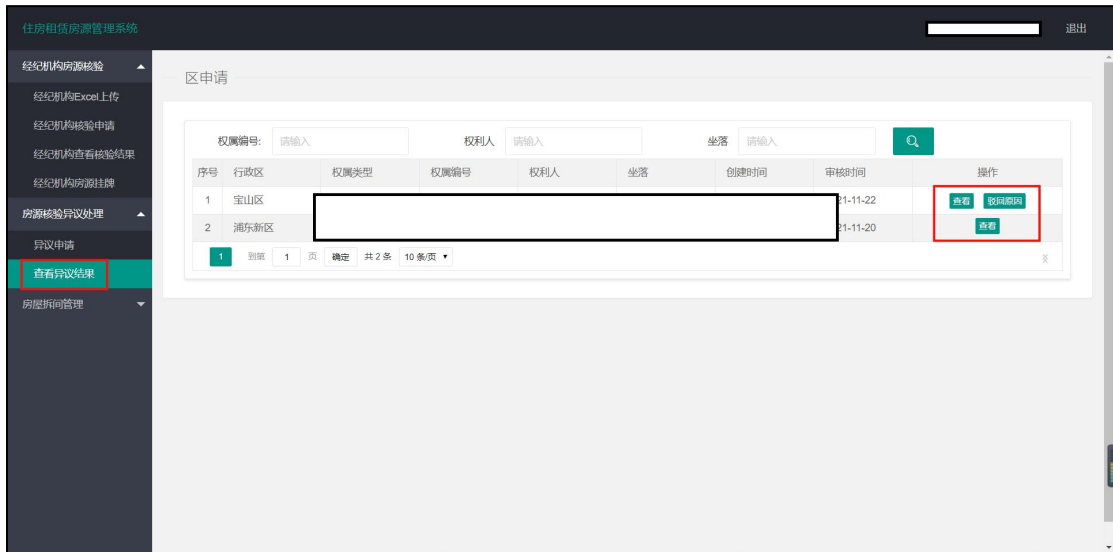 住房租赁房源管理系统
退出
经纪机构房源核验
经纪机构Excel上传
经纪机构核验申请
经纪机构查看核验结果
经纪机构房源挂牌
房源核验异议处理
异议申请
查看异议结果
房屋拆间管理
区申请
权属编号: 请输入 权利人 请输入 坐落 请输入
序号 行政区 权属类型 权属编号 权利人 坐落 创建时间 审核时间 操作
1 宝山区 21-11-22 查看 驳回原因
2 浦东新区 21-11-20 查看
1 到第 1 页 确定 共 2 条 10 条/页